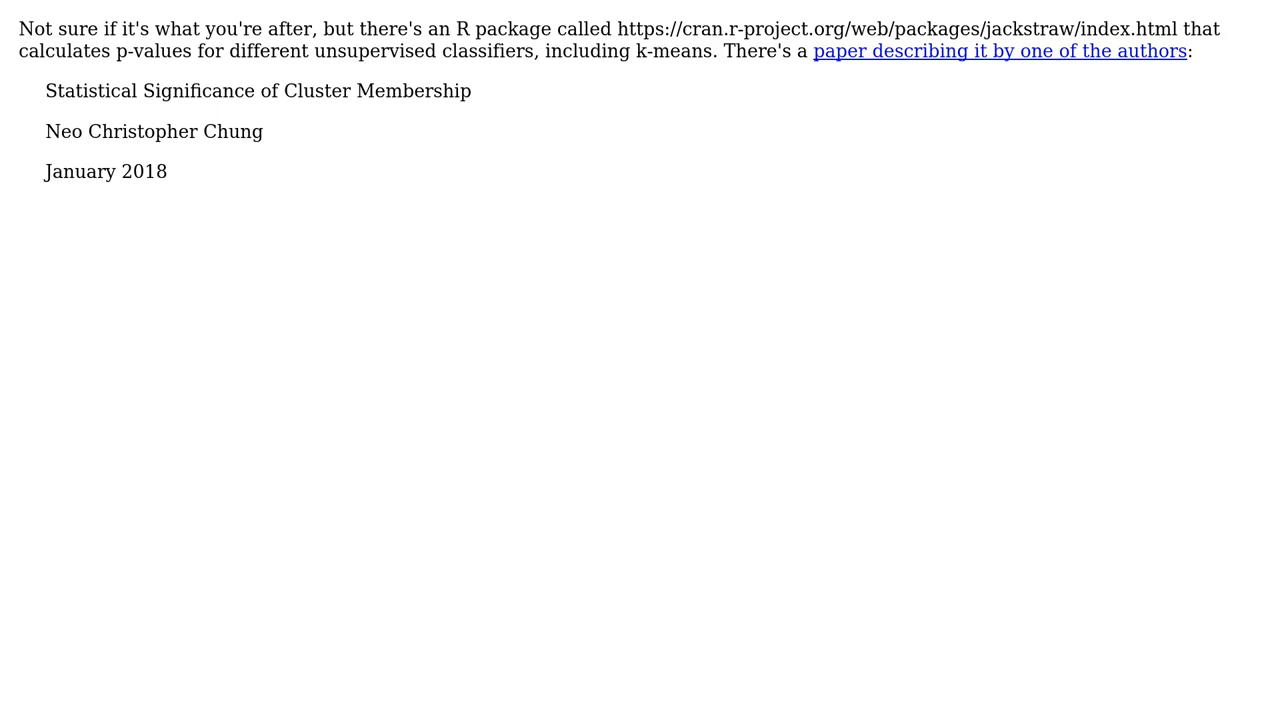 Not sure if it's what you're after, but there's an R package called https://cran.r-project.org/web/packages/jackstraw/index.html that
calculates p-values for different unsupervised classifiers, including k-means. There's a paper describing it by one of the authors:
Statistical Significance of Cluster Membership
Neo Christopher Chung
January 2018